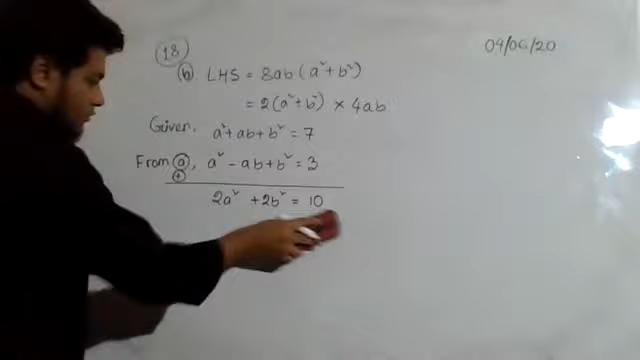 18
09/06/20
(b) LHS = 8ab (a² + b²)
= 2(a² + b²) × 4ab
Given, a² + ab + b² = 7
From (a), a² - ab + b² = 3
(+)
2a² + 2b² = 10